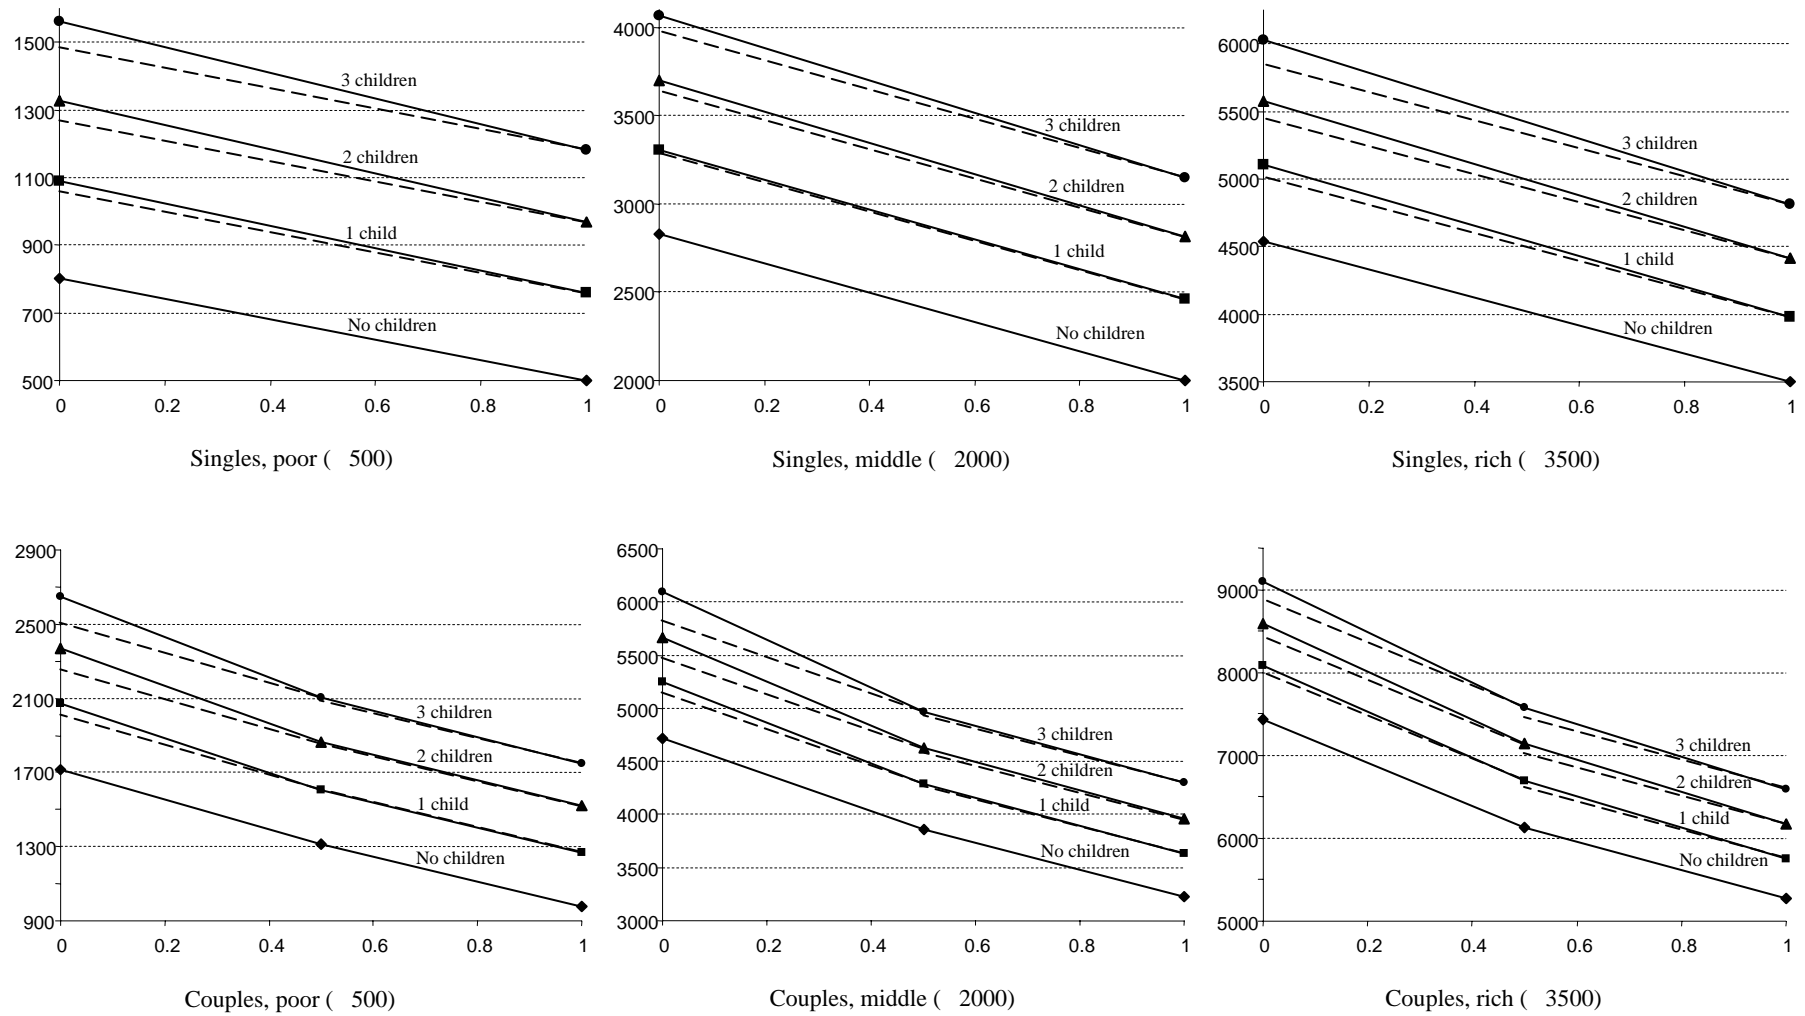 1500
1300
1100
900
700
500
3 children
2 children
1 child
No children
0 0.2 0.4 0.6 0.8 1
Singles, poor ( 500)
4000
3500
3000
2500
2000
3 children
2 children
1 child
No children
0 0.2 0.4 0.6 0.8 1
Singles, middle ( 2000)
6000
5500
5000
4500
4000
3500
3 children
2 children
1 child
No children
0 0.2 0.4 0.6 0.8 1
Singles, rich ( 3500)
2900
2500
2100
1700
1300
900
3 children
2 children
1 child
No children
0 0.2 0.4 0.6 0.8 1
Couples, poor ( 500)
6500
6000
5500
5000
4500
4000
3500
3000
3 children
2 children
1 child
No children
0 0.2 0.4 0.6 0.8 1
Couples, middle ( 2000)
9000
8000
7000
6000
5000
3 children
2 children
1 child
No children
0 0.2 0.4 0.6 0.8 1
Couples, rich ( 3500)